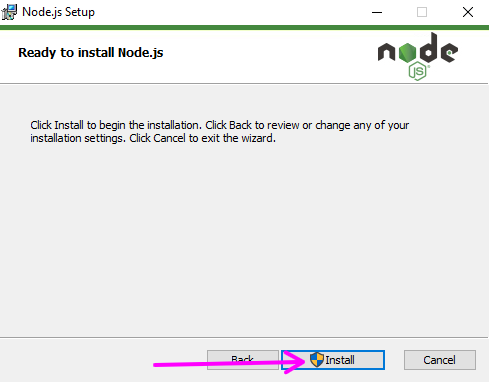 Node.js Setup
Ready to install Node.js
node
JS
Click Install to begin the installation. Click Back to review or change any of your
installation settings. Click Cancel to exit the wizard.
Back
Install
Cancel